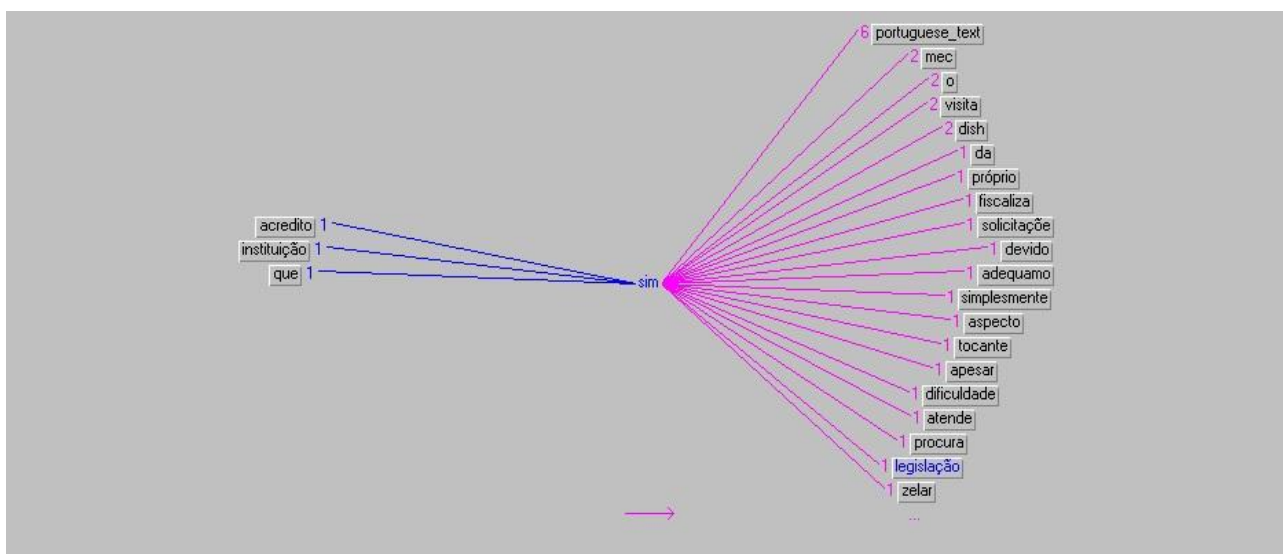 6 portuguese_text
2 mec
2 o
2 visita
2 dish
1 da
1 próprio
1 fiscaliza
acredito 1
1 solicitaçõe
instituição 1
1 devido
que 1
1 adequamo
sim
1 simplesmente
1 aspecto
1 tocante
1 apesar
1 dificuldade
1 atende
1 procura
1 legislação
1 zelar
...